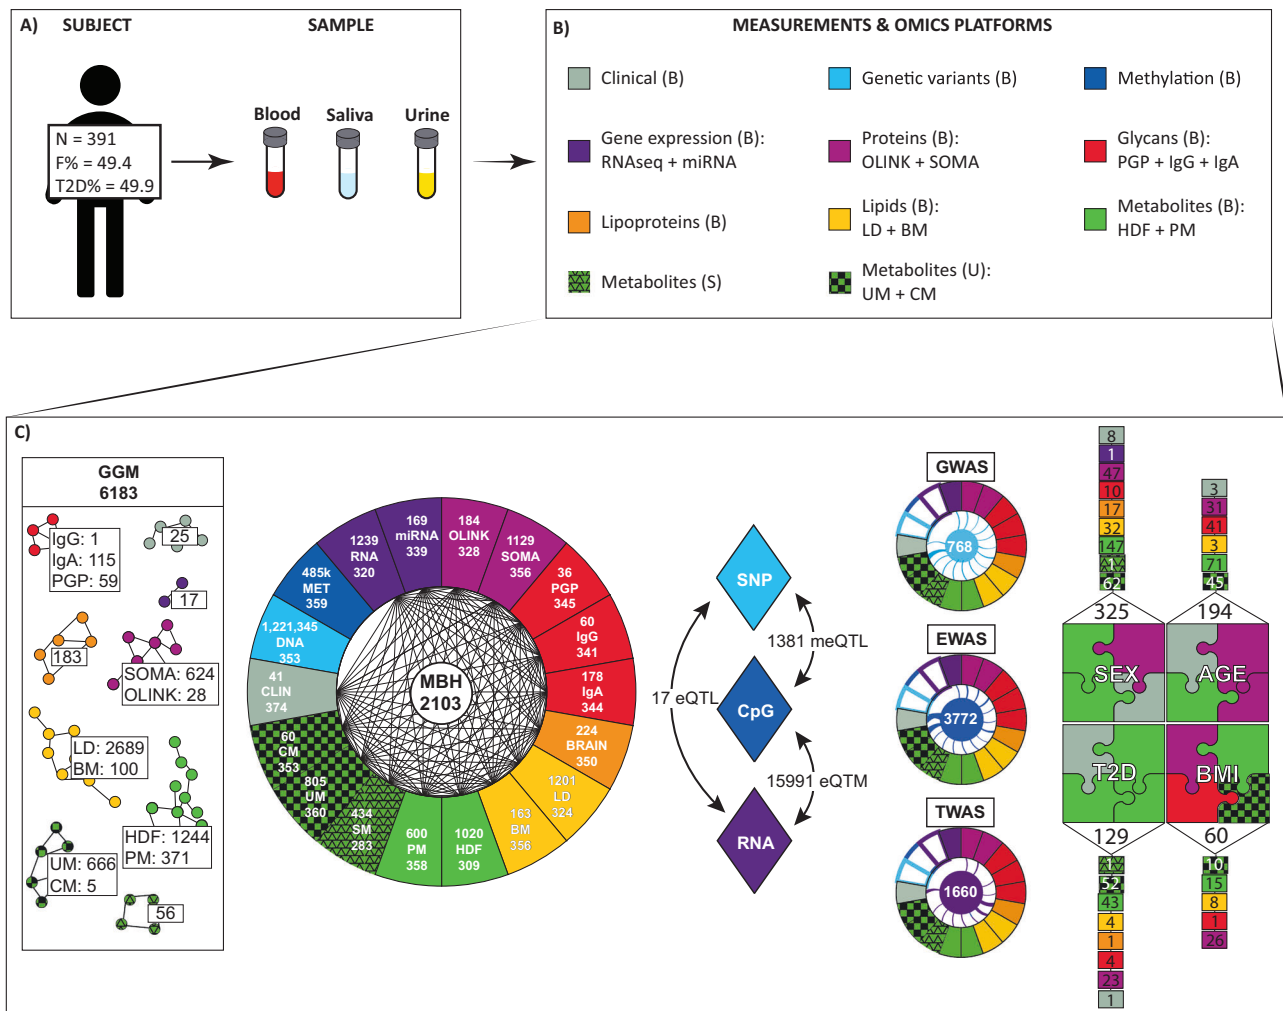 A)
SUBJECT
SAMPLE
N = 391
F% = 49.4
T2D% = 49.9
Blood
Saliva
Urine
B)
MEASUREMENTS & OMICS PLATFORMS
Clinical (B)
Genetic variants (B)
Methylation (B)
Gene expression (B):
RNAseq + miRNA
Proteins (B):
OLINK + SOMA
Glycans (B):
PGP + IgG + IgA
Lipoproteins (B)
Lipids (B):
LD + BM
Metabolites (B):
HDF + PM
Metabolites (S)
Metabolites (U):
UM + CM
C)
GGM
6183
IgG: 1
IgA: 115
PGP: 59
25
17
183
SOMA: 624
OLINK: 28
LD: 2689
BM: 100
HDF: 1244
PM: 371
UM: 666
CM: 5
56
MBH
2103
169
miRNA
339
184
OLINK
328
1129
SOMA
356
36
PGP
345
60
IgG
341
178
IgA
344
224
BRAIN
350
1201
LD
324
163
BM
356
1020
HDF
309
600
PM
358
434
SM
283
805
UM
360
60
CM
353
41
CLIN
374
1,221,345
DNA
353
485k
MET
359
1239
RNA
320
SNP
1381 meQTL
17 eQTL
CpG
15991 eQTM
RNA
GWAS
768
EWAS
3772
TWAS
1660
8
1
47
10
17
32
147
1
62
325
3
31
41
3
71
45
194
SEX
AGE
T2D
BMI
129
1
52
43
4
1
4
23
1
60
10
15
8
1
26